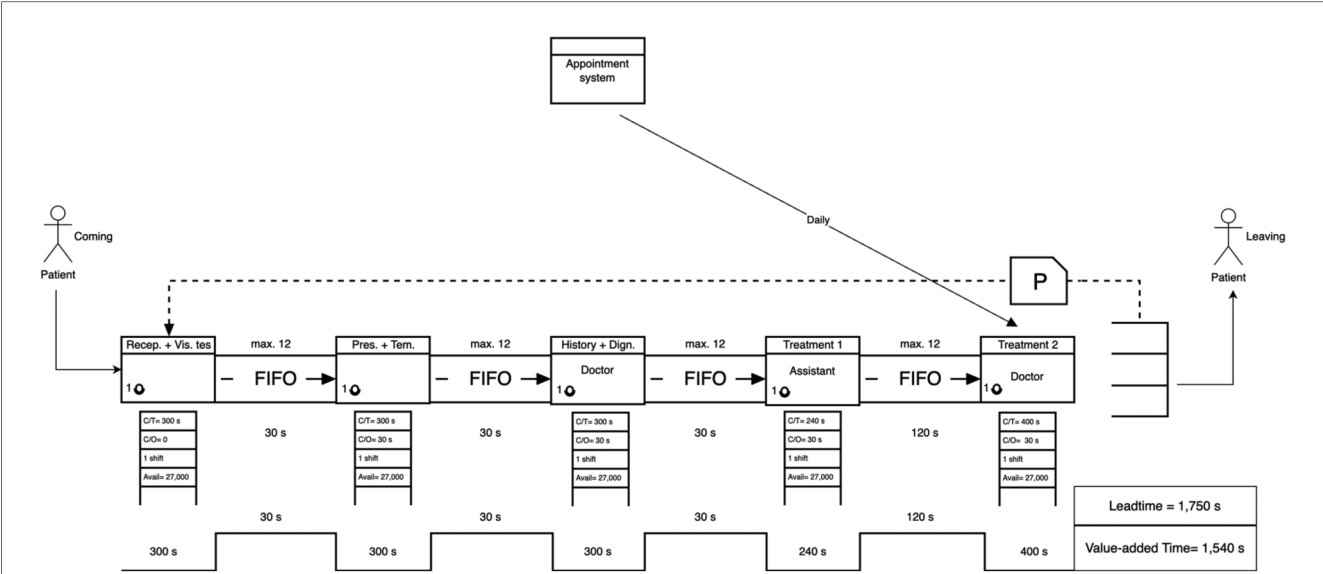 Appointment
system
Daily
Coming
Patient
Leaving
Patient
P
Recep. + Vis. tes
max. 12
Pres. + Tem.
max. 12
History + Dign.
max. 12
Treatment 1
max. 12
Treatment 2
1
FIFO
1
FIFO
Doctor
1
FIFO
Assistant
1
FIFO
Doctor
1
C/T= 300 s
C/O= 0
1 shift
Avail= 27,000
30 s
C/T= 300 s
C/O= 30 s
1 shift
Avail= 27,000
30 s
C/T= 300 s
C/O= 30 s
1 shift
Avail= 27,000
30 s
C/T= 240 s
C/O= 30 s
1 shift
Avail= 27,000
120 s
C/T= 400 s
C/O= 30 s
1 shift
Avail= 27,000
300 s
30 s
300 s
30 s
300 s
30 s
240 s
120 s
400 s
Leadtime = 1,750 s
Value-added Time= 1,540 s